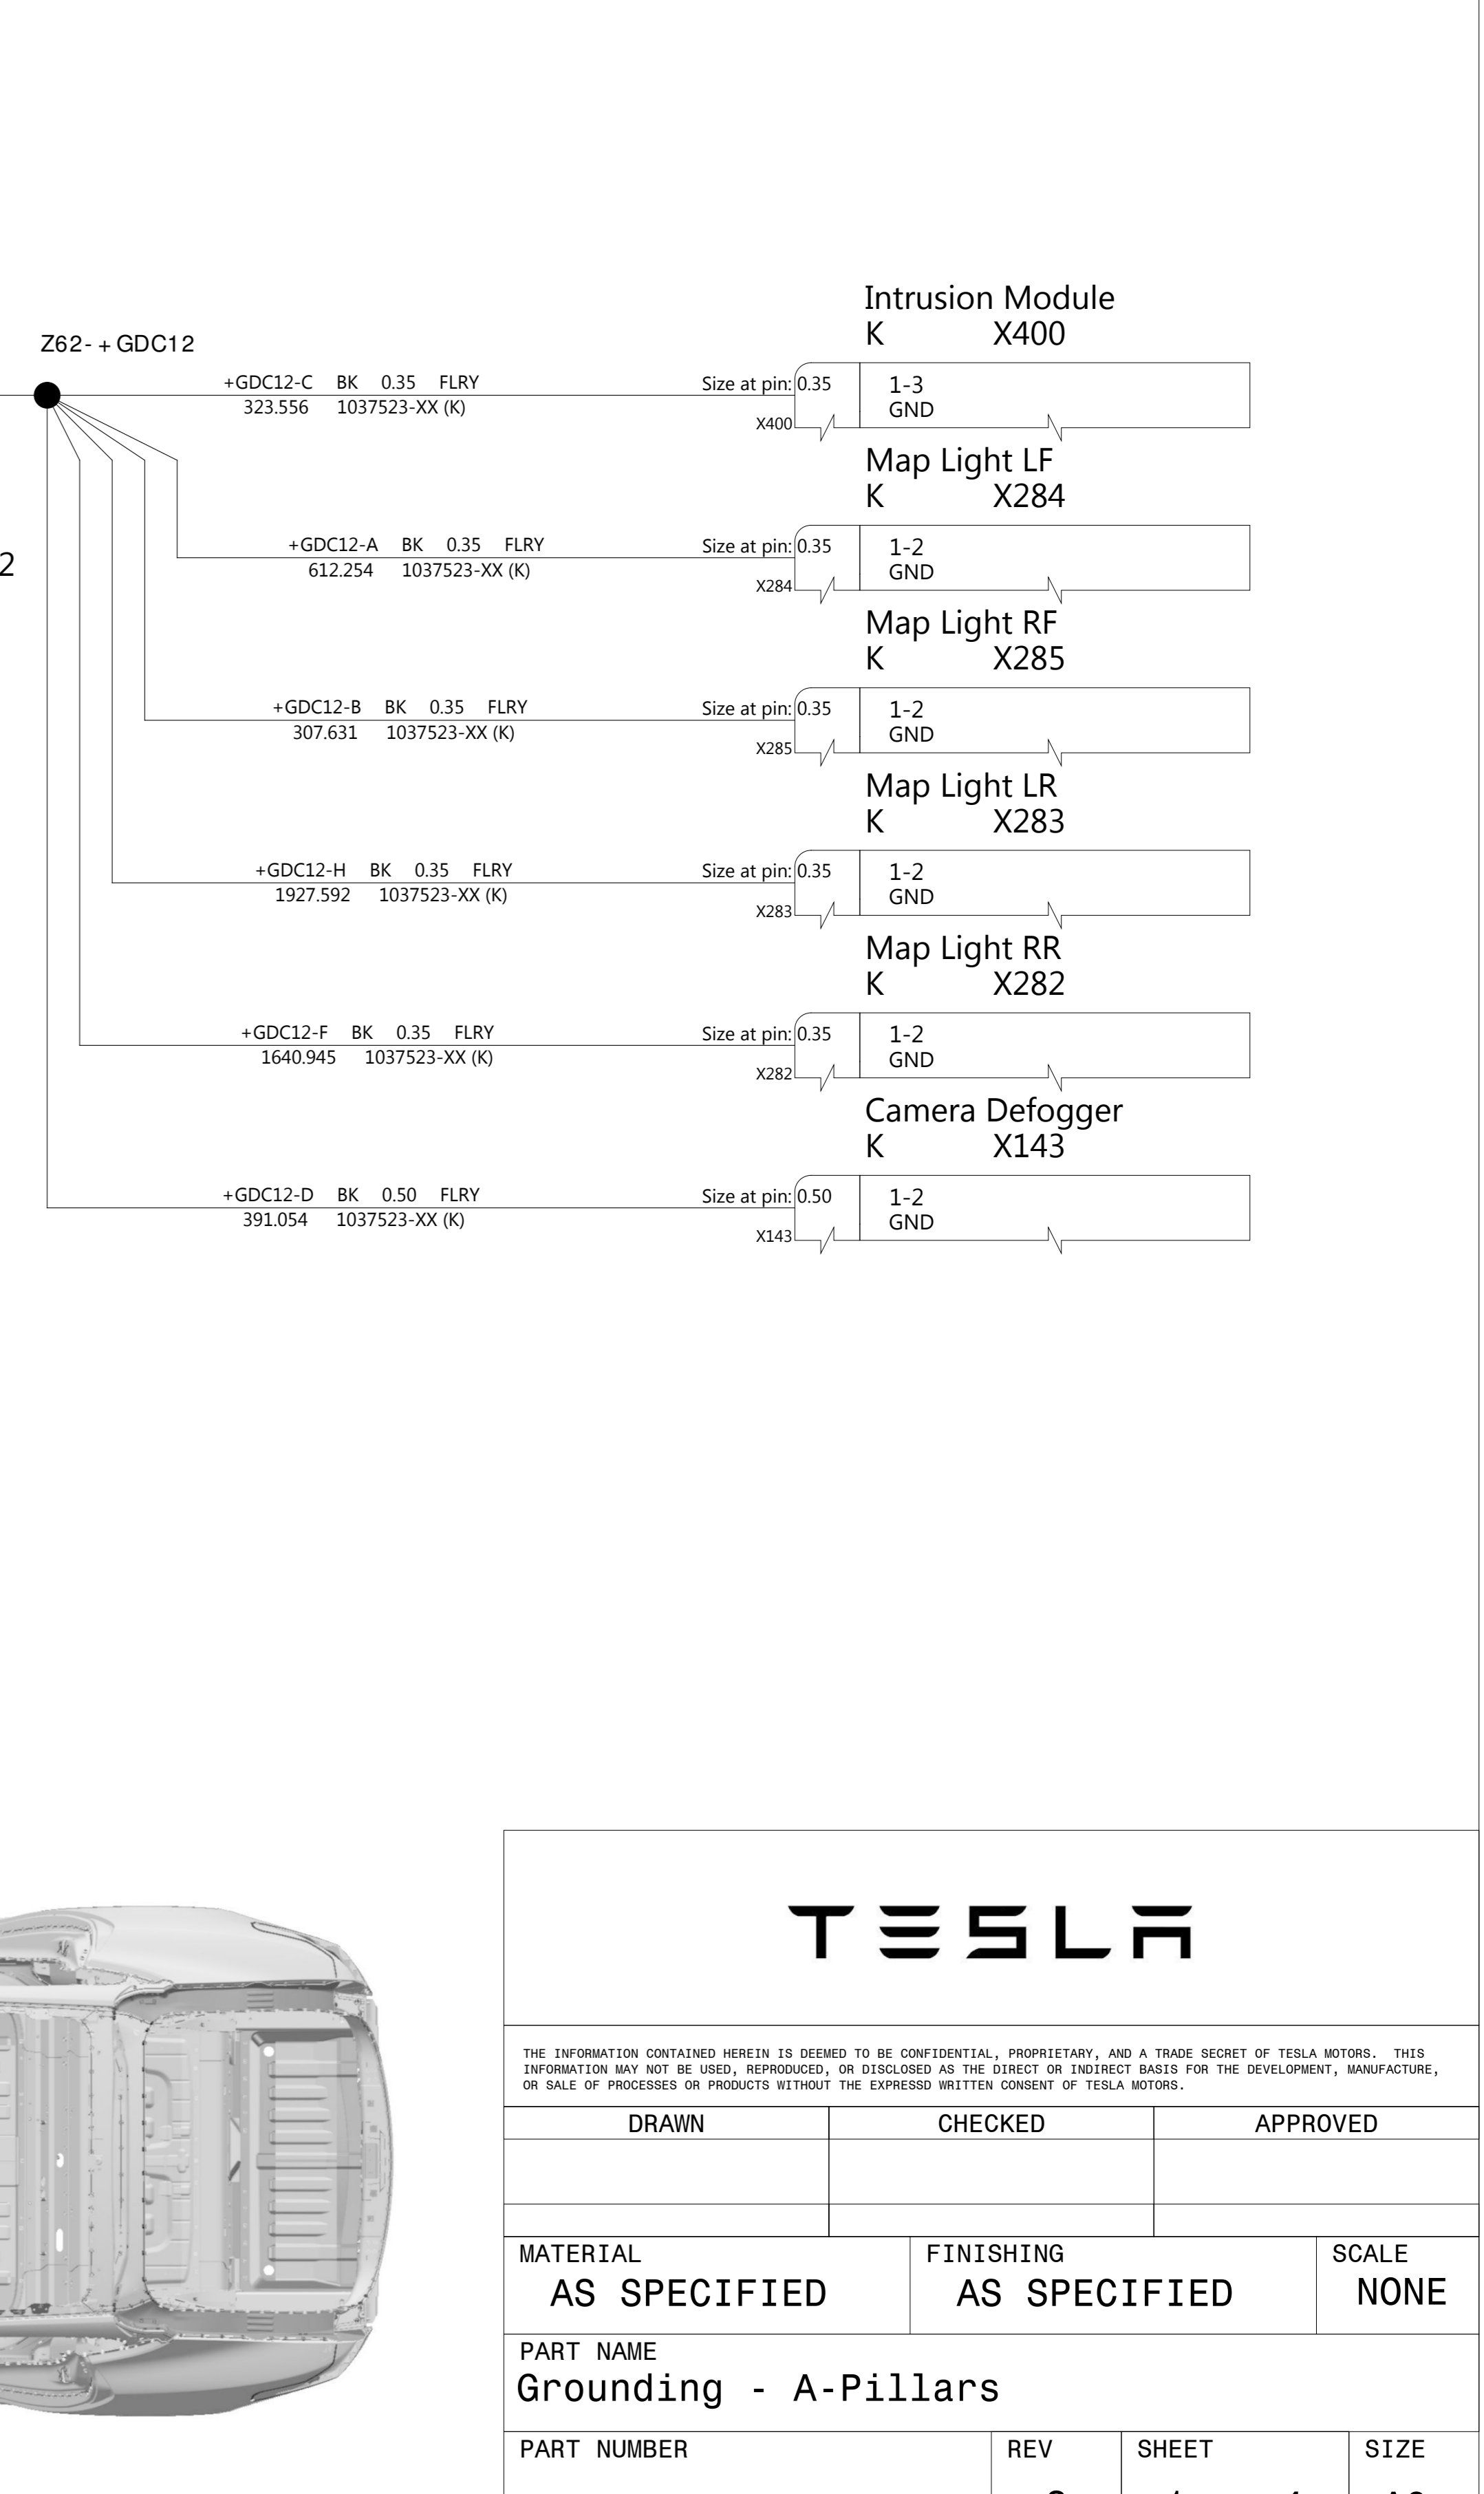 Intrusion Module
K X400
Z62-+GDC12
+GDC12-C BK 0.35 FLRY
323.556 1037523-XX (K)
Size at pin: 0.35
X400
1-3
GND
Map Light LF
K X284
2
+GDC12-A BK 0.35 FLRY
612.254 1037523-XX (K)
Size at pin: 0.35
X284
1-2
GND
Map Light RF
K X285
+GDC12-B BK 0.35 FLRY
307.631 1037523-XX (K)
Size at pin: 0.35
X285
1-2
GND
Map Light LR
K X283
+GDC12-H BK 0.35 FLRY
1927.592 1037523-XX (K)
Size at pin: 0.35
X283
1-2
GND
Map Light RR
K X282
+GDC12-F BK 0.35 FLRY
1640.945 1037523-XX (K)
Size at pin: 0.35
X282
1-2
GND
Camera Defogger
K X143
+GDC12-D BK 0.50 FLRY
391.054 1037523-XX (K)
Size at pin: 0.50
X143
1-2
GND
TESLA
THE INFORMATION CONTAINED HEREIN IS DEEMED TO BE CONFIDENTIAL, PROPRIETARY, AND A TRADE SECRET OF TESLA MOTORS. THIS
INFORMATION MAY NOT BE USED, REPRODUCED, OR DISCLOSED AS THE DIRECT OR INDIRECT BASIS FOR THE DEVELOPMENT, MANUFACTURE,
OR SALE OF PROCESSES OR PRODUCTS WITHOUT THE EXPRESSD WRITTEN CONSENT OF TESLA MOTORS.
DRAWN CHECKED APPROVED
MATERIAL FINISHING SCALE
AS SPECIFIED AS SPECIFIED NONE
PART NAME
Grounding - A-Pillars
PART NUMBER REV SHEET SIZE